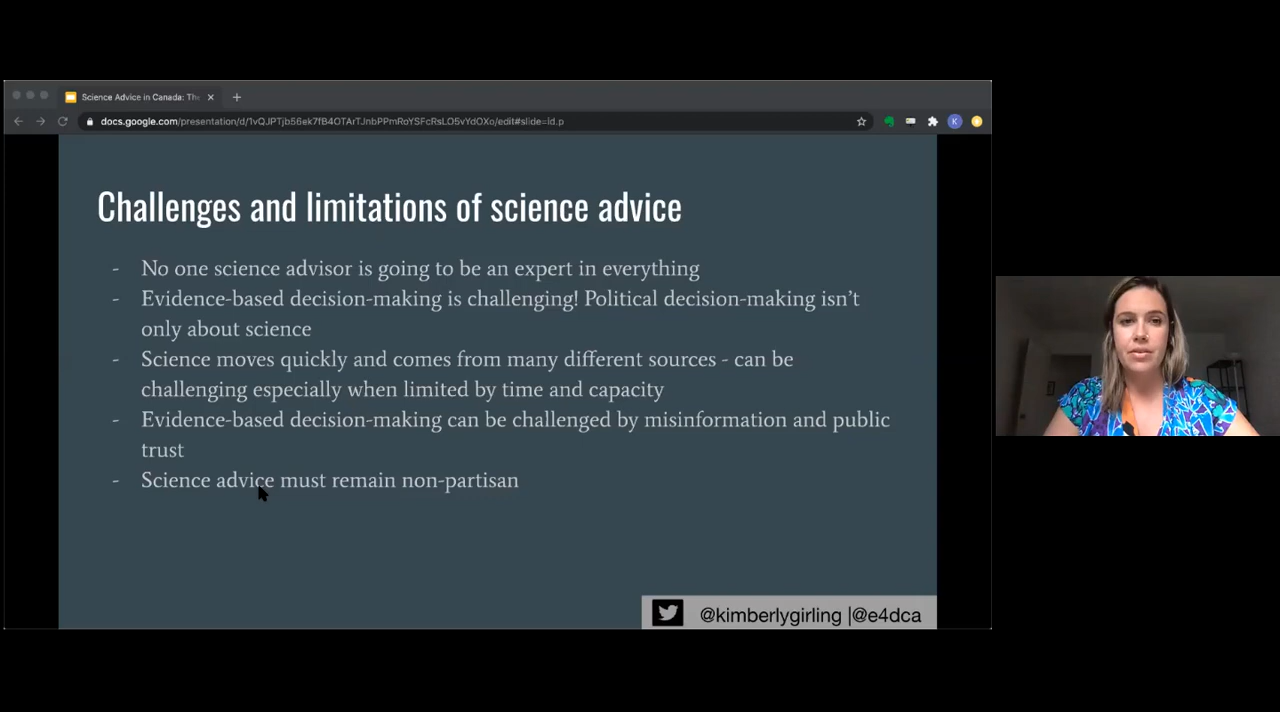 Science Advice in Canada: The
docs.google.com/presentation/d/1vQJPTjb56ek7fB4OTArTJnbPPmRoYSFcRsLO5vYdOXo/edit#slide=id.p
K
Challenges and limitations of science advice
- No one science advisor is going to be an expert in everything
- Evidence-based decision-making is challenging! Political decision-making isn't
only about science
- Science moves quickly and comes from many different sources - can be
challenging especially when limited by time and capacity
- Evidence-based decision-making can be challenged by misinformation and public
trust
- Science advice must remain non-partisan
@kimberlygirling |@e4dca